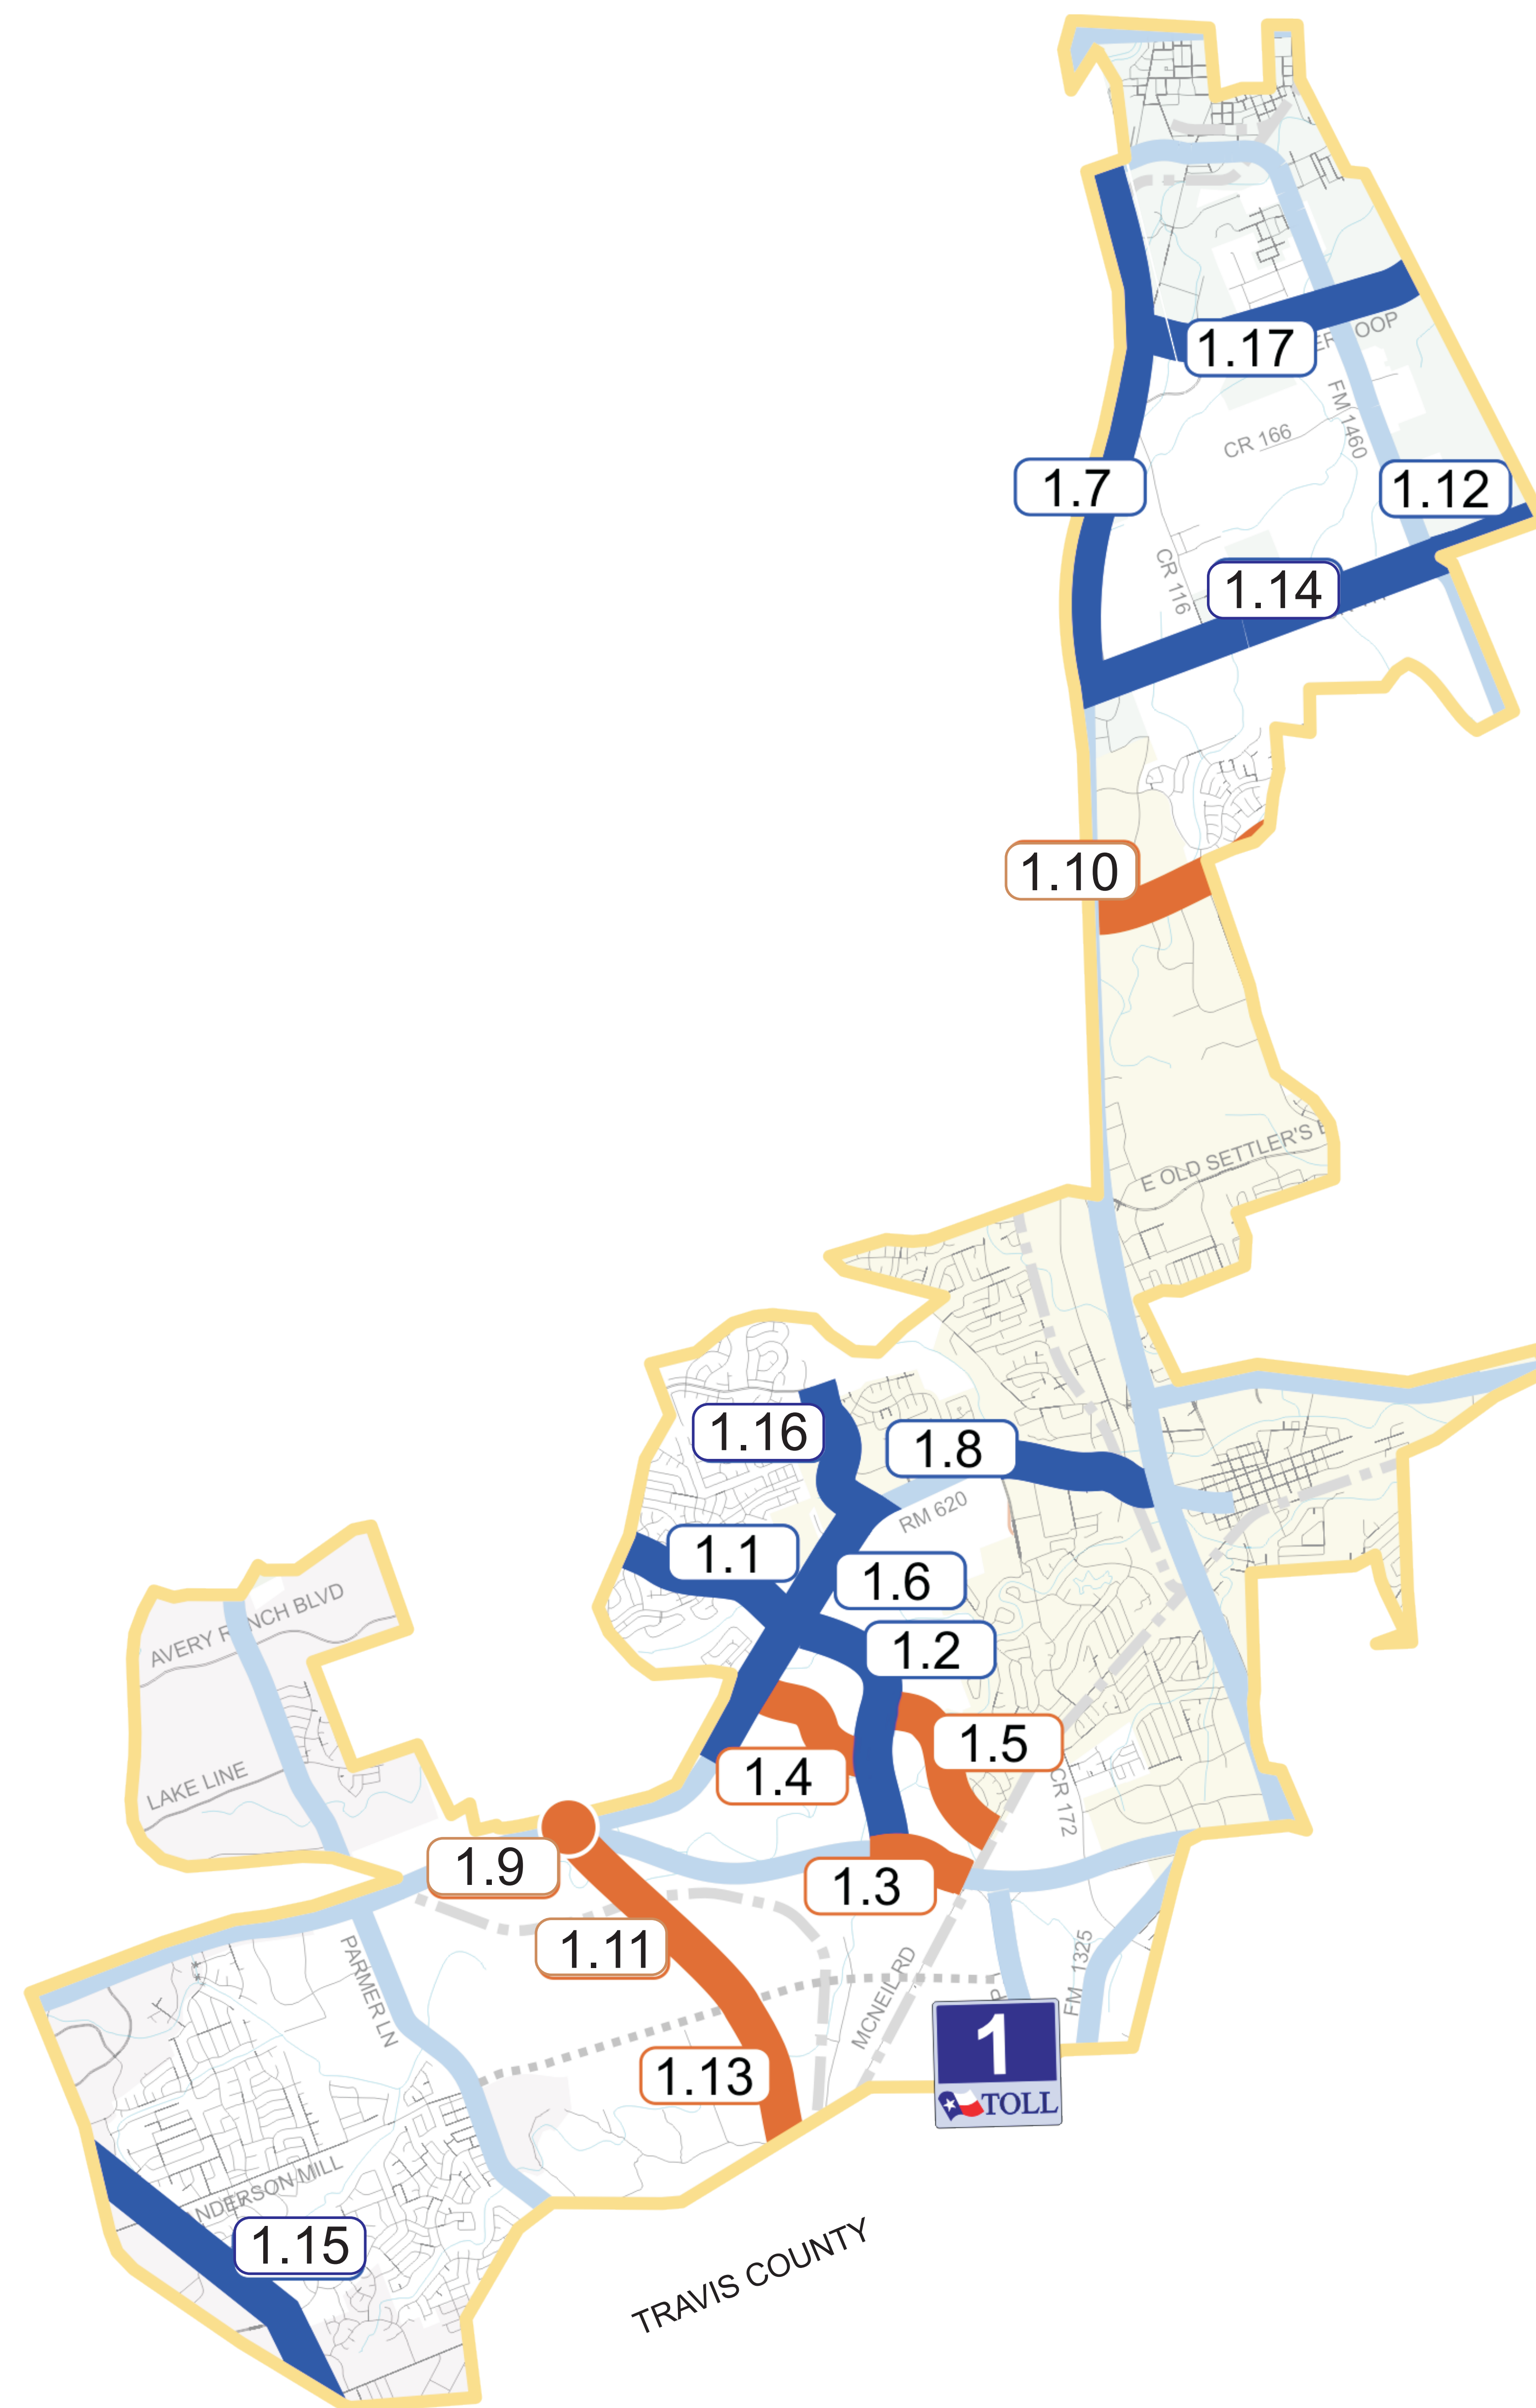 1.17
OOP
FM 1460
CR 166
1.7
1.12
CR 116
1.14
1.10
E OLD SETTLER'S
1.16
1.8
RM 620
1.1
1.6
1.2
AVERY
NCH BLVD
LAKE LINE
1.5
1.4
CR 172
1.9
1.3
1.11
PARMER LN
MCNEIL RD
FM 1325
1
TOLL
1.13
NDERSON MILL
1.15
TRAVIS COUNTY